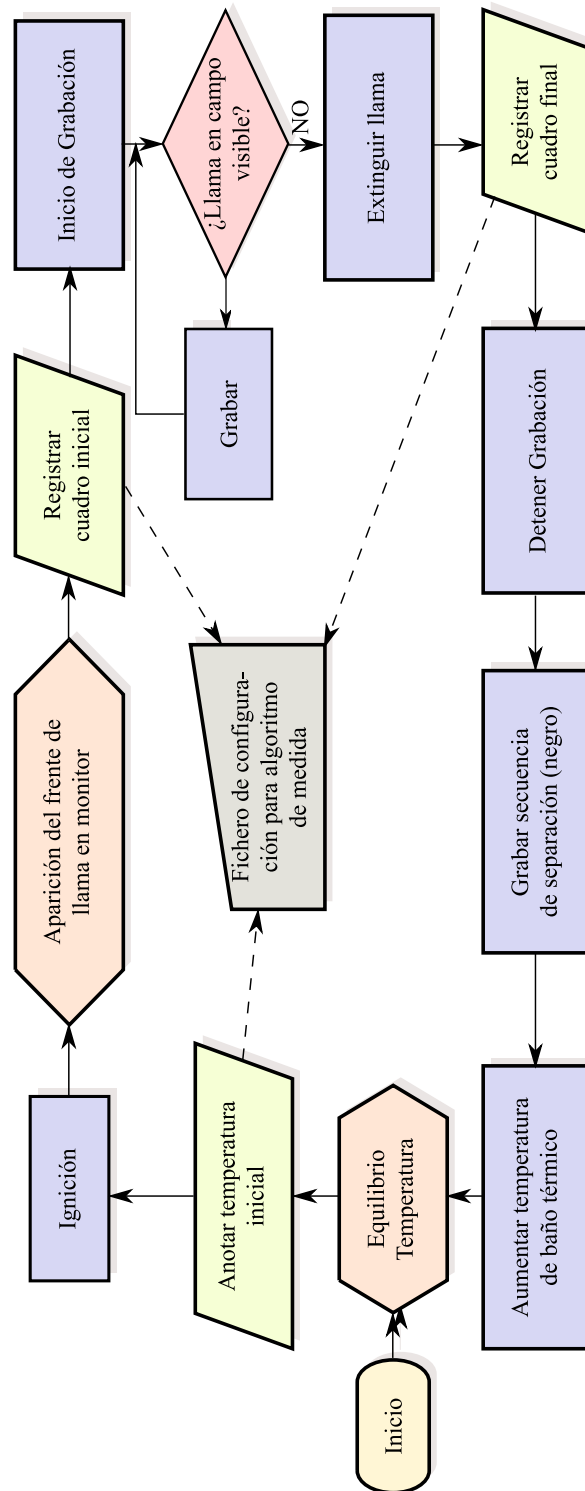 Inicio
Equilibrio
Temperatura
Anotar temperatura
inicial
Ignición
Aparición del frente de
llama en monitor
Registrar
cuadro inicial
Inicio de Grabación
¿Llama en campo
visible?
NO
Grabar
Extinguir llama
Registrar
cuadro final
Detener Grabación
Grabar secuencia
de separación (negro)
Aumentar temperatura
de baño térmico
Fichero de configura-
ción para algoritmo
de medida